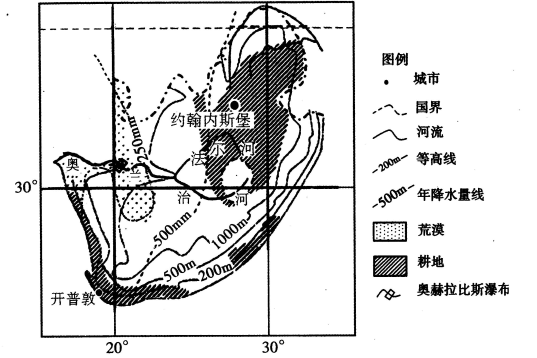 约翰内斯堡
法
尔
河
250mm
奥
兰
治
河
30°
500mm
1000m
500m
200m
开普敦
20°
30°
图例
城市
国界
河流
200m
等高线
500m
年降水量线
荒漠
耕地
奥赫拉比斯瀑布